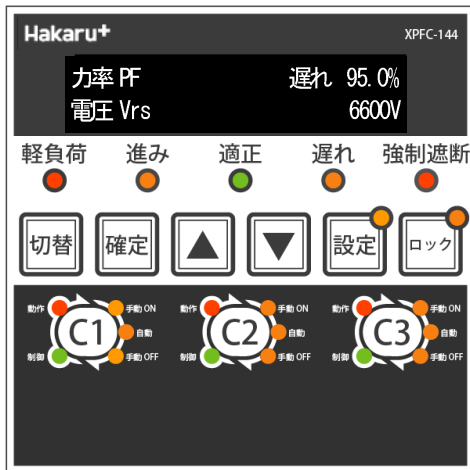 Hakaru+ XPFC-144
力率 PF 遅れ 95.0%
電圧 Vrs 6600V
軽負荷 進み 適正 遅れ 強制遮断
切替 確定 ▲ ▼ 設定 ロック
動作 手動 ON 動作 手動 ON 動作 手動 ON
C1 自動 C2 自動 C3 自動
制御 手動 OFF 制御 手動 OFF 制御 手動 OFF